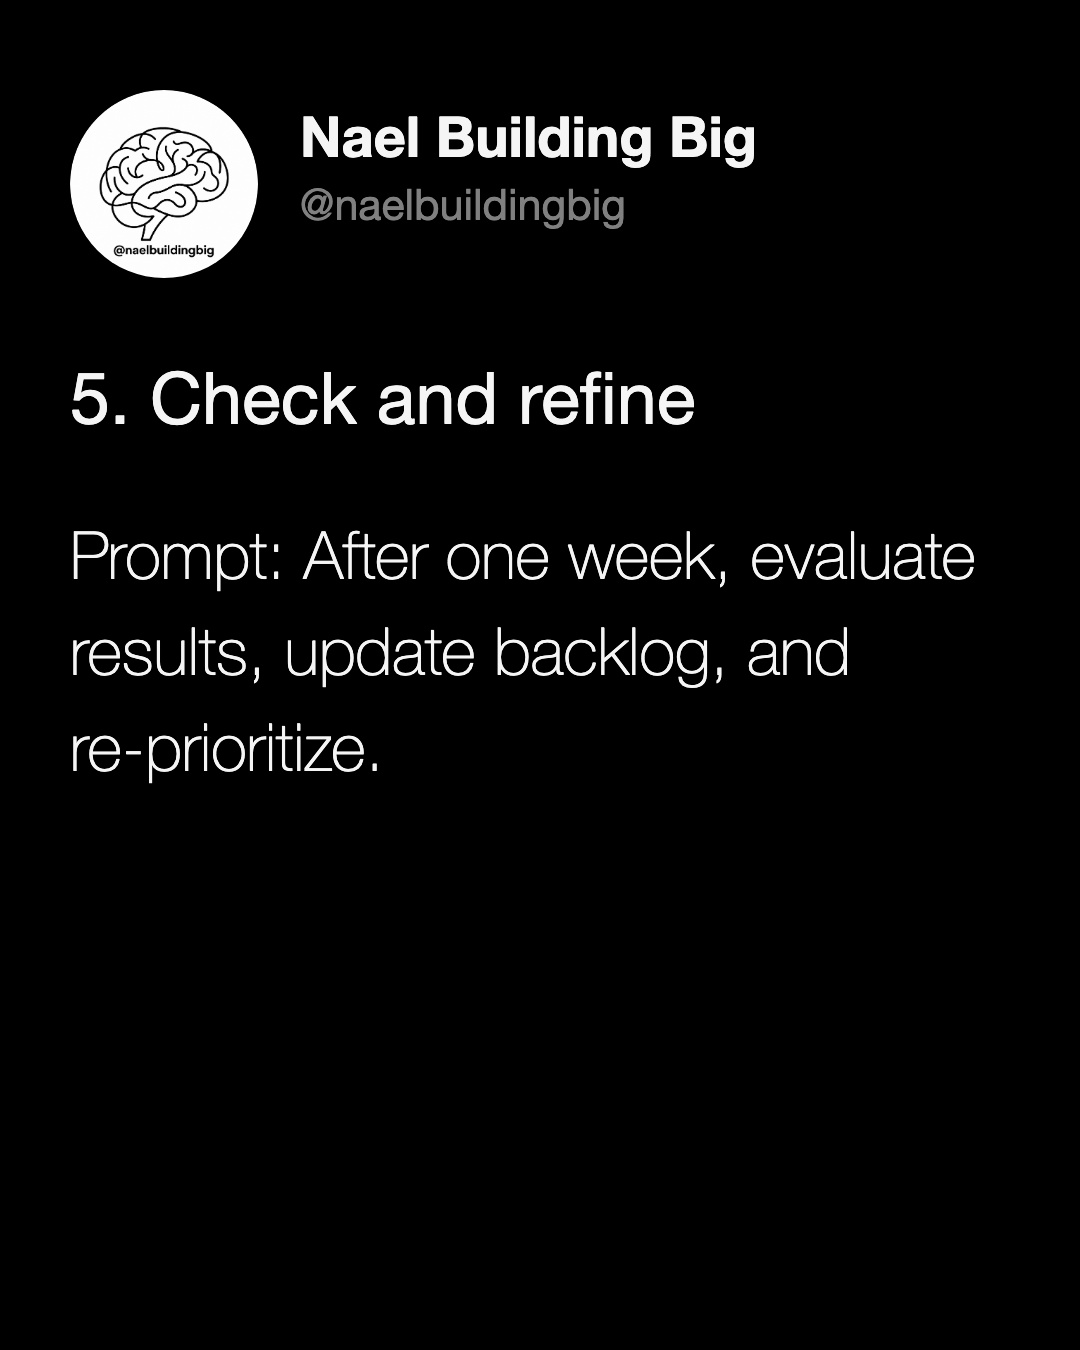 Nael Building Big
@naelbuildingbig
@naelbuildingbig
5. Check and refine
Prompt: After one week, evaluate
results, update backlog, and
re-prioritize.